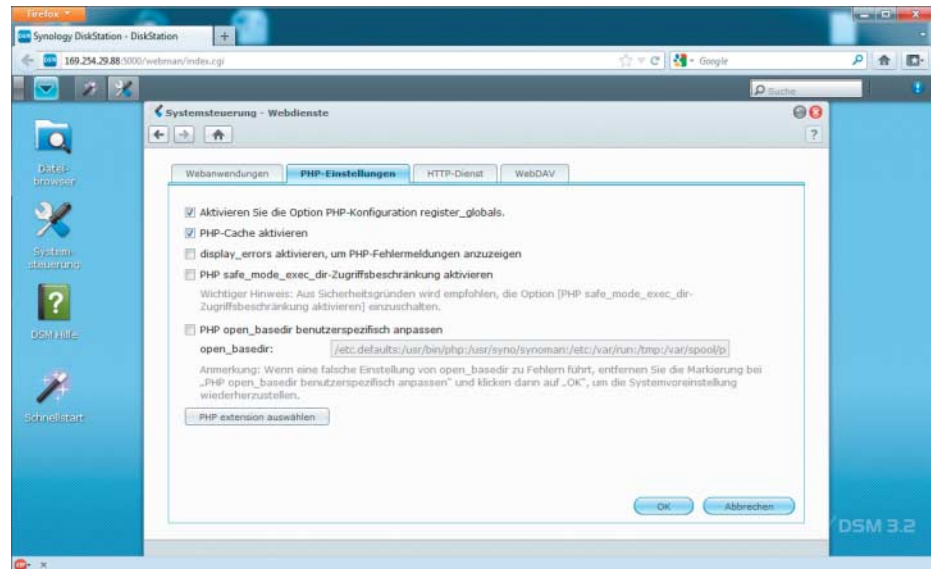 Firefox
Synology DiskStation - DiskStation
169.254.29.88:5000/webman/index.cgi
Google
Suche
Systemsteuerung - Webdienste
Datei-
browser
System-
steuerung
DSM Hilfe
Schnellstart
Webanwendungen
PHP-Einstellungen
HTTP-Dienst
WebDAV
Aktivieren Sie die Option PHP-Konfiguration register_globals.
PHP-Cache aktivieren
display_errors aktivieren, um PHP-Fehlermeldungen anzuzeigen
PHP safe_mode_exec_dir-Zugriffsbeschränkung aktivieren
Wichtiger Hinweis: Aus Sicherheitsgründen wird empfohlen, die Option [PHP safe_mode_exec_dir-
Zugriffsbeschränkung aktivieren] einzuschalten.
PHP open_basedir benutzerspezifisch anpassen
open_basedir: /etc.defaults:/usr/bin/php:/usr/syno/synoman:/etc:/var/run:/tmp:/var/spool/p
Anmerkung: Wenn eine falsche Einstellung von open_basedir zu Fehlern führt, entfernen Sie die Markierung bei
„PHP open_basedir benutzerspezifisch anpassen" und klicken dann auf „OK", um die Systemvoreinstellung
wiederherzustellen.
PHP extension auswählen
OK
Abbrechen
DSM 3.2